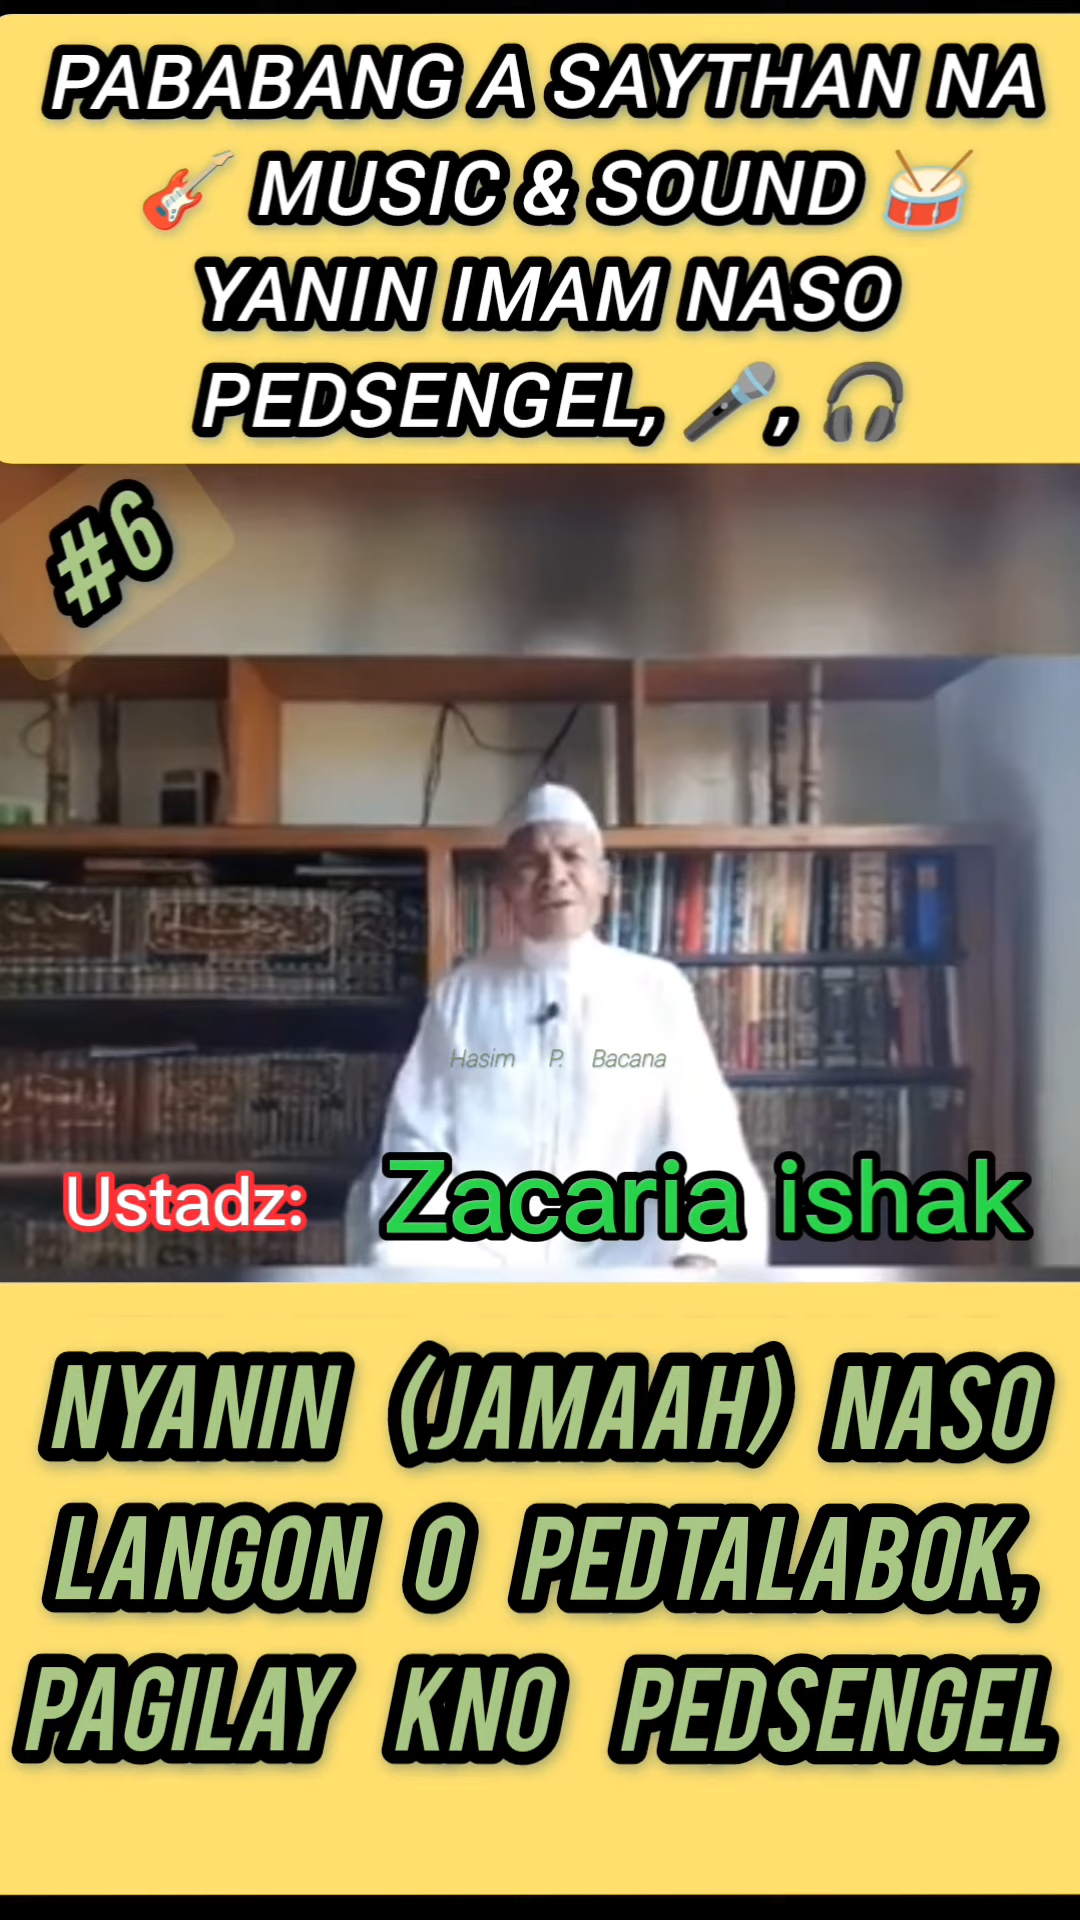 PABABANG A SAYTHAN NA
🎸 MUSIC & SOUND 🥁
YANIN IMAM NASO
PEDSENGEL, 🎤, 🎧
#6
Hasim P. Bacana
Ustadz: Zacaria ishak
NYANIN (JAMAAH) NASO
LANGON O PEDTALABOK,
PAGILAY KNO PEDSENGEL